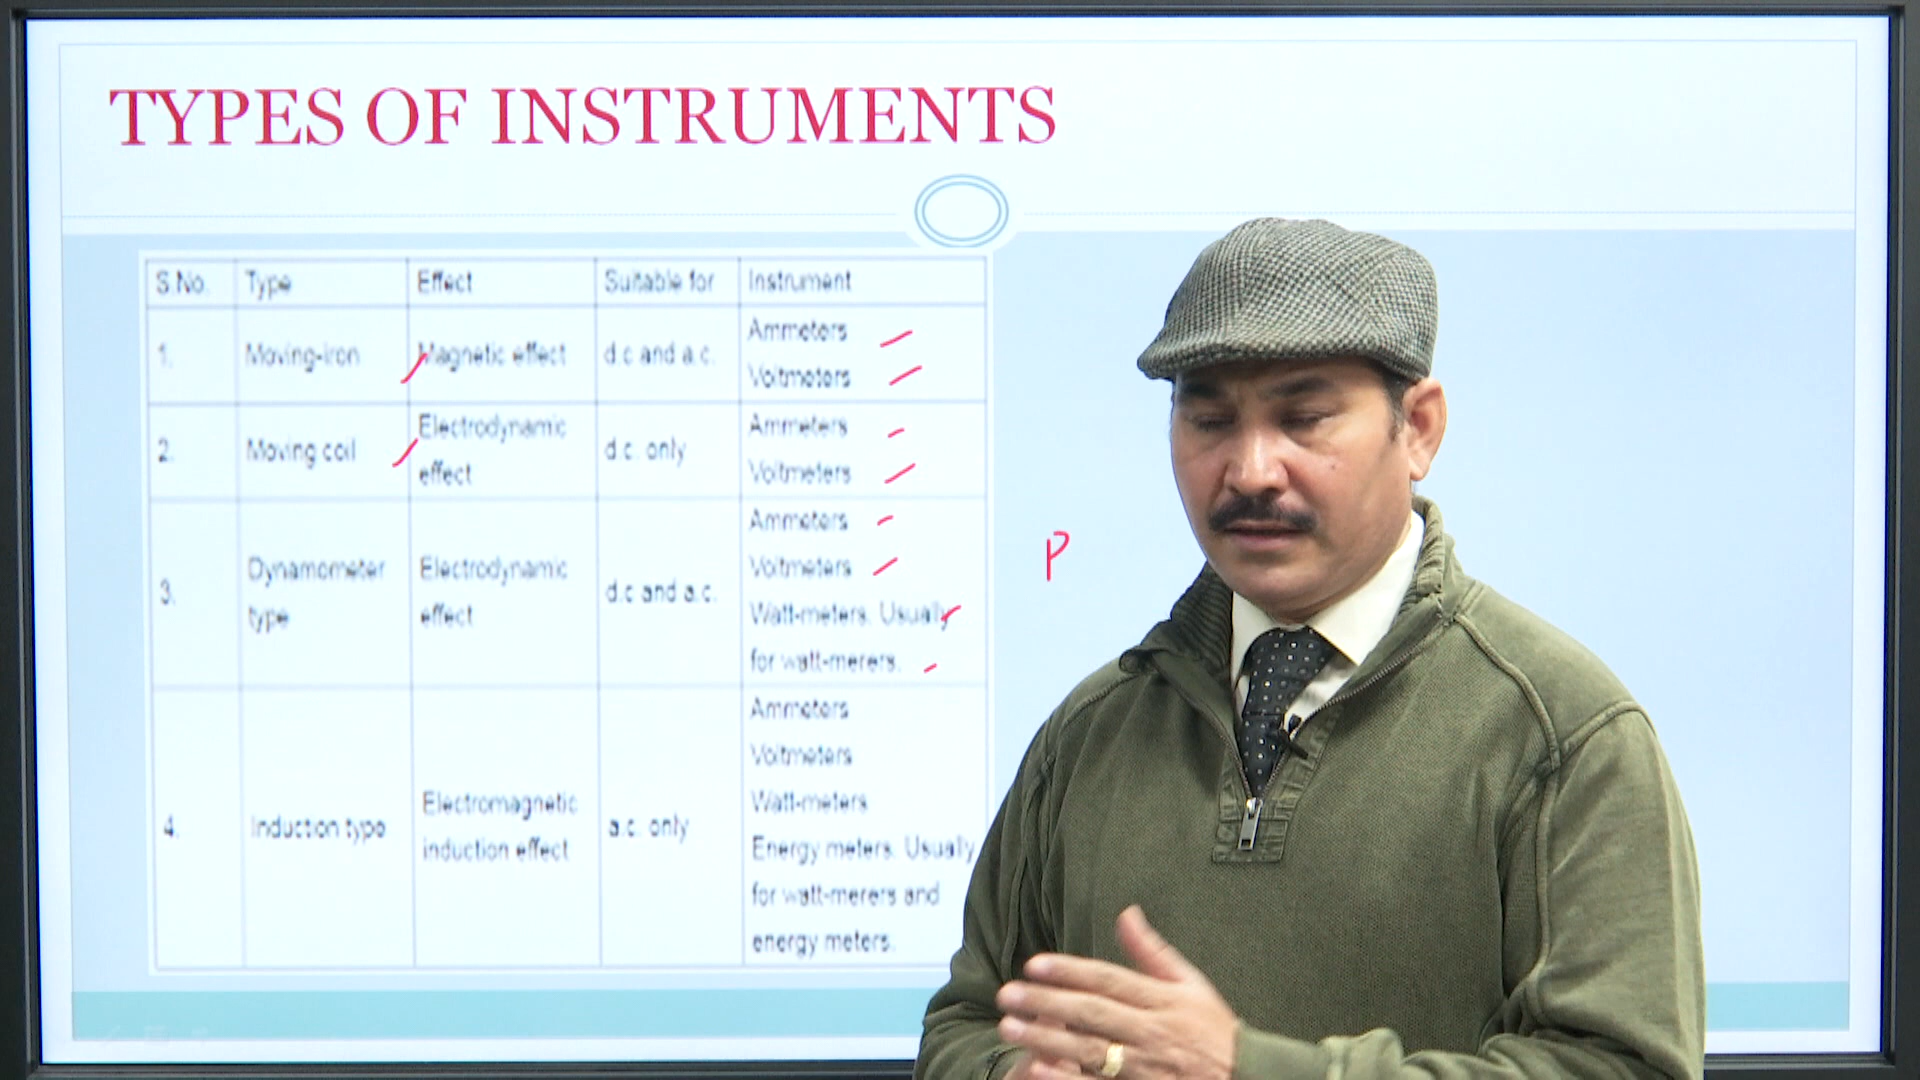 TYPES OF INSTRUMENTS
S.No. Type Effect Suitable for Instrument
1. Moving-iron Magnetic effect d.c and a.c. Ammeters
Voltmeters
2. Moving coil Electrodynamic
effect d.c. only Ammeters
Voltmeters
3. Dynamometer
type Electrodynamic
effect d.c and a.c. Ammeters
Voltmeters
Watt-meters. Usually
for watt-merers.
4. Induction type Electromagnetic
induction effect a.c. only Ammeters
Voltmeters
Watt-meters
Energy meters. Usually
for watt-merers and
energy meters.
P